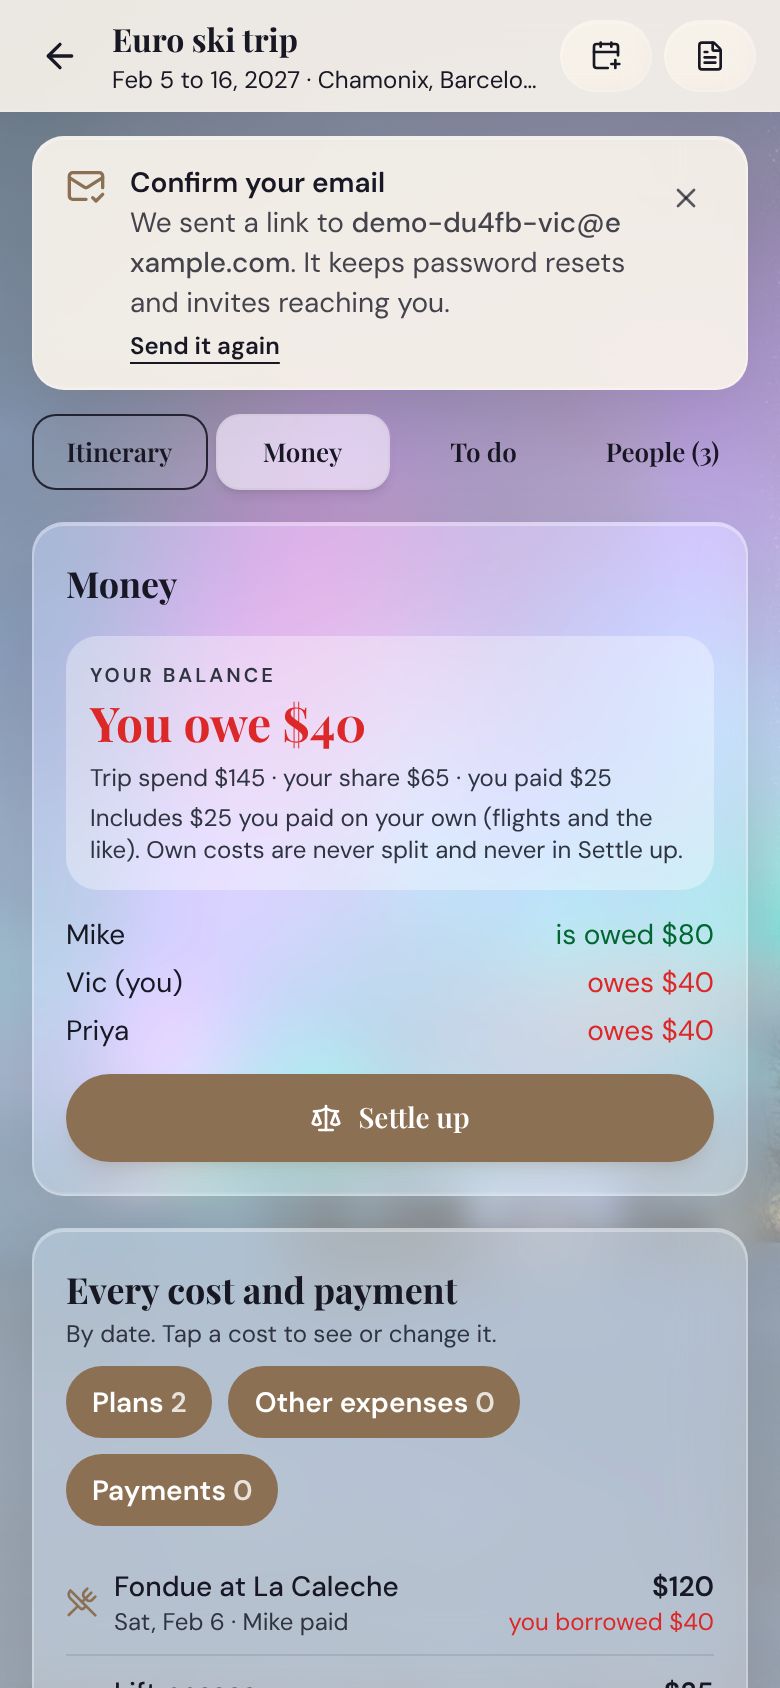 Euro ski trip
Feb 5 to 16, 2027 · Chamonix, Barcelo...
Confirm your email
We sent a link to demo-du4fb-vic@e
xample.com. It keeps password resets
and invites reaching you.
Send it again
Itinerary
Money
To do
People (3)
Money
YOUR BALANCE
You owe $40
Trip spend $145 · your share $65 · you paid $25
Includes $25 you paid on your own (flights and the
like). Own costs are never split and never in Settle up.
Mike is owed $80
Vic (you) owes $40
Priya owes $40
Settle up
Every cost and payment
By date. Tap a cost to see or change it.
Plans 2
Other expenses 0
Payments 0
Fondue at La Caleche $120
Sat, Feb 6 · Mike paid you borrowed $40